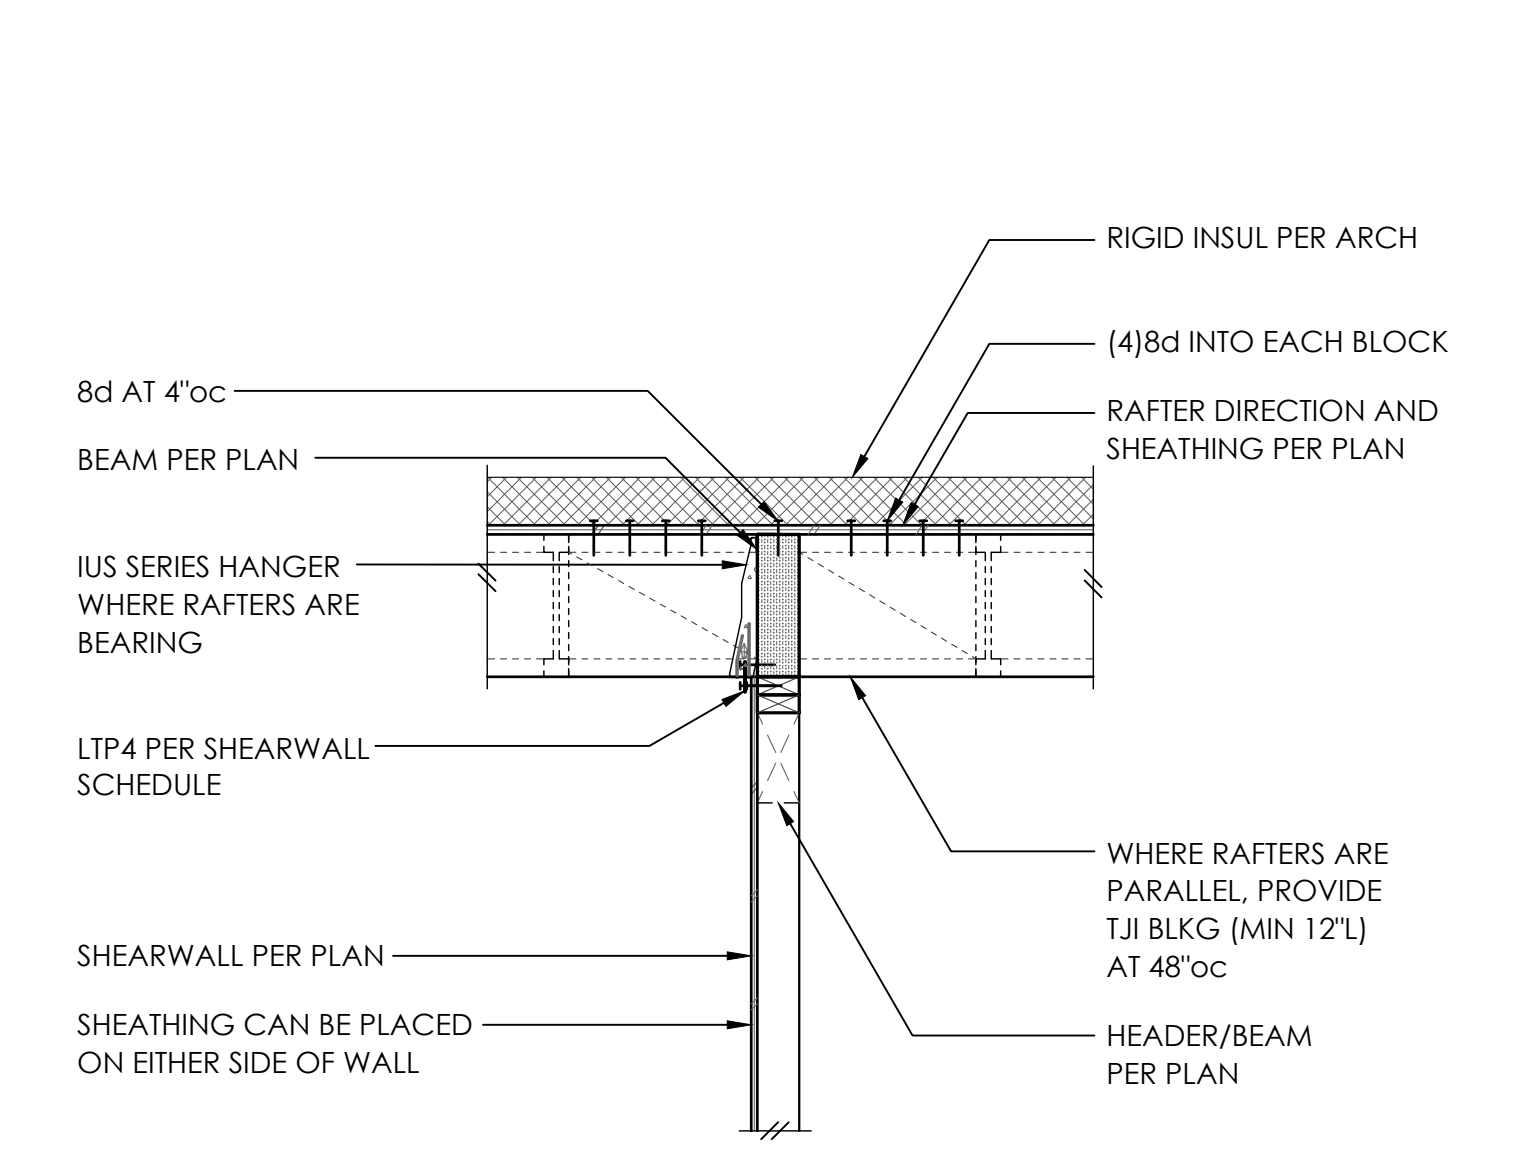 RIGID INSUL PER ARCH
(4)8d INTO EACH BLOCK
RAFTER DIRECTION AND
SHEATHING PER PLAN
8d AT 4"oc
BEAM PER PLAN
IUS SERIES HANGER
WHERE RAFTERS ARE
BEARING
LTP4 PER SHEARWALL
SCHEDULE
SHEARWALL PER PLAN
SHEATHING CAN BE PLACED
ON EITHER SIDE OF WALL
WHERE RAFTERS ARE
PARALLEL, PROVIDE
TJI BLKG (MIN 12"L)
AT 48"oc
HEADER/BEAM
PER PLAN